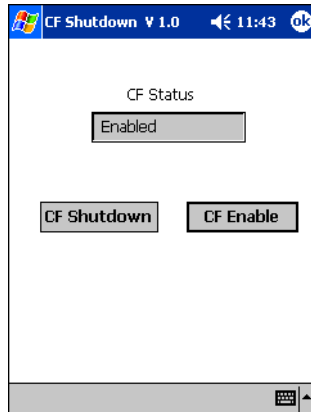 CF Shutdown V 1.0 11:43 ok
CF Status
Enabled
CF Shutdown CF Enable